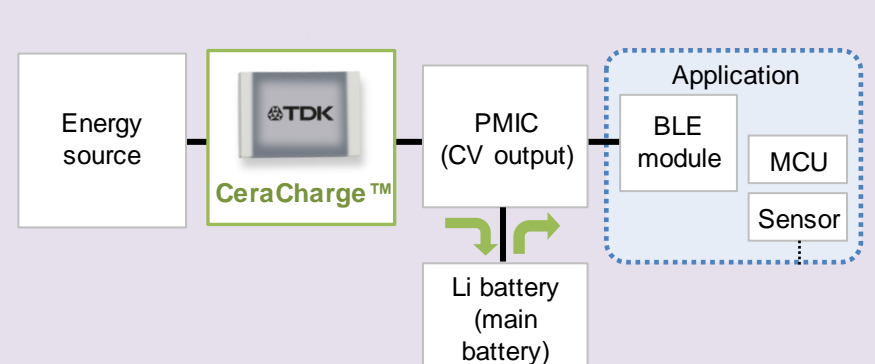 Energy
source
TDK
CeraCharge™
PMIC
(CV output)
Application
BLE
module
MCU
Sensor
Li battery
(main
battery)